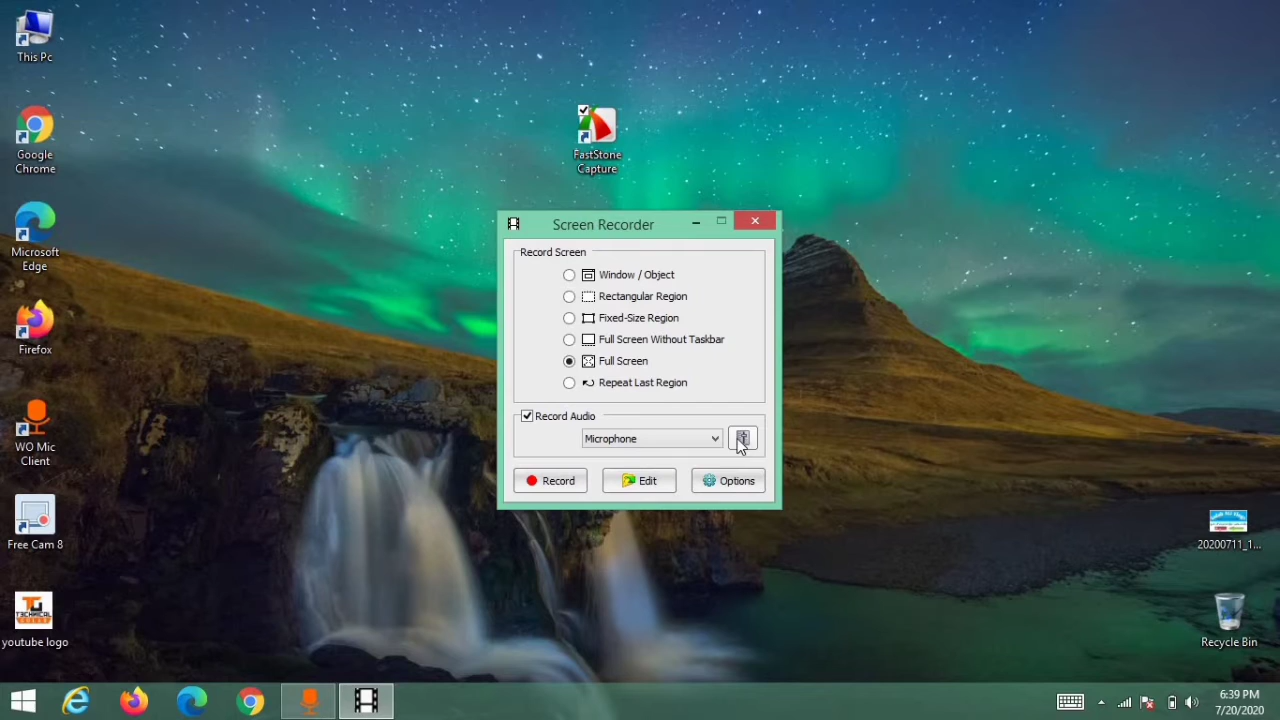 This Pc
Google
Chrome
Microsoft
Edge
Firefox
WO Mic
Client
Free Cam 8
TG
TECHNICAL
youtube logo
FastStone
Capture
Screen Recorder
Record Screen
Window / Object
Rectangular Region
Fixed-Size Region
Full Screen Without Taskbar
Full Screen
Repeat Last Region
Record Audio
Microphone
Record
Edit
Options
20200711_1...
Recycle Bin
6:39 PM
7/20/2020